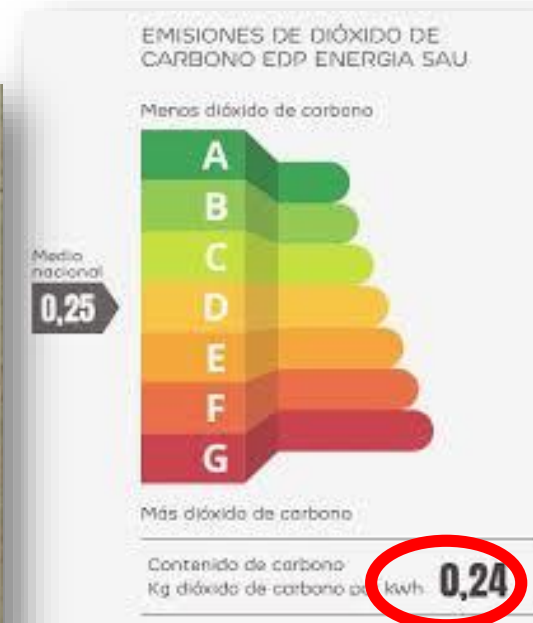 EMISIONES DE DIÓXIDO DE
CARBONO EDP ENERGIA SAU
Menos dióxido de carbono
A
B
C
Media
nacional
0,25
D
E
F
G
Más dióxido de carbono
Contenido de carbono
Kg dióxido de carbono por kwh 0,24